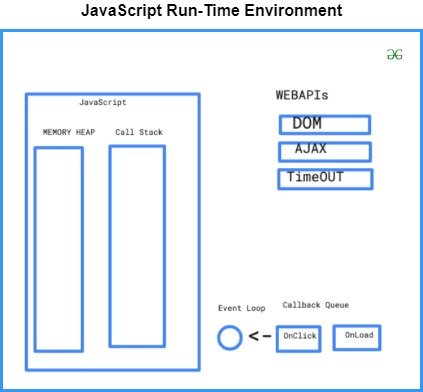 JavaScript Run-Time Environment
JavaScript
MEMORY HEAP
Call Stack
WEBAPIs
DOM
AJAX
TimeOUT
Event Loop
Callback Queue
<-
OnClick
OnLoad